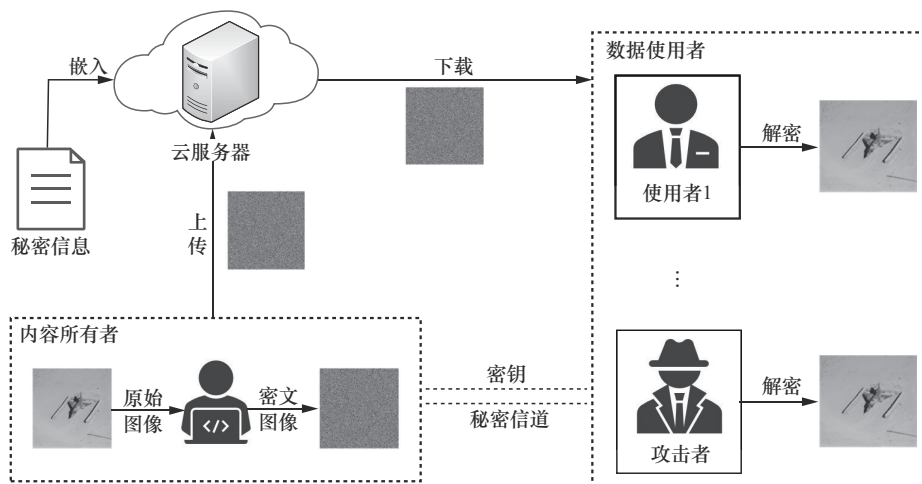 嵌入
云服务器
秘密信息
上
传
下载
数据使用者
使用者1
解密
⋮
攻击者
解密
内容所有者
原始
图像
</>
密文
图像
密钥
秘密信道